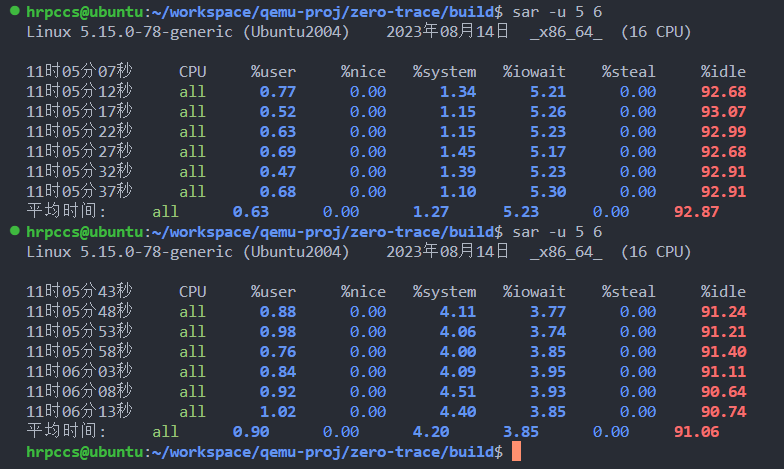 hrpccs@ubuntu:~/workspace/qemu-proj/zero-trace/build$ sar -u 5 6
Linux 5.15.0-78-generic (Ubuntu2004) 2023年08月14日 _x86_64_ (16 CPU)
11时05分07秒 CPU %user %nice %system %iowait %steal %idle
11时05分12秒 all 0.77 0.00 1.34 5.21 0.00 92.68
11时05分17秒 all 0.52 0.00 1.15 5.26 0.00 93.07
11时05分22秒 all 0.63 0.00 1.15 5.23 0.00 92.99
11时05分27秒 all 0.69 0.00 1.45 5.17 0.00 92.68
11时05分32秒 all 0.47 0.00 1.39 5.23 0.00 92.91
11时05分37秒 all 0.68 0.00 1.10 5.30 0.00 92.91
平均时间: all 0.63 0.00 1.27 5.23 0.00 92.87
hrpccs@ubuntu:~/workspace/qemu-proj/zero-trace/build$ sar -u 5 6
Linux 5.15.0-78-generic (Ubuntu2004) 2023年08月14日 _x86_64_ (16 CPU)
11时05分43秒 CPU %user %nice %system %iowait %steal %idle
11时05分48秒 all 0.88 0.00 4.11 3.77 0.00 91.24
11时05分53秒 all 0.98 0.00 4.06 3.74 0.00 91.21
11时05分58秒 all 0.76 0.00 4.00 3.85 0.00 91.40
11时06分03秒 all 0.84 0.00 4.09 3.95 0.00 91.11
11时06分08秒 all 0.92 0.00 4.51 3.93 0.00 90.64
11时06分13秒 all 1.02 0.00 4.40 3.85 0.00 90.74
平均时间: all 0.90 0.00 4.20 3.85 0.00 91.06
hrpccs@ubuntu:~/workspace/qemu-proj/zero-trace/build$